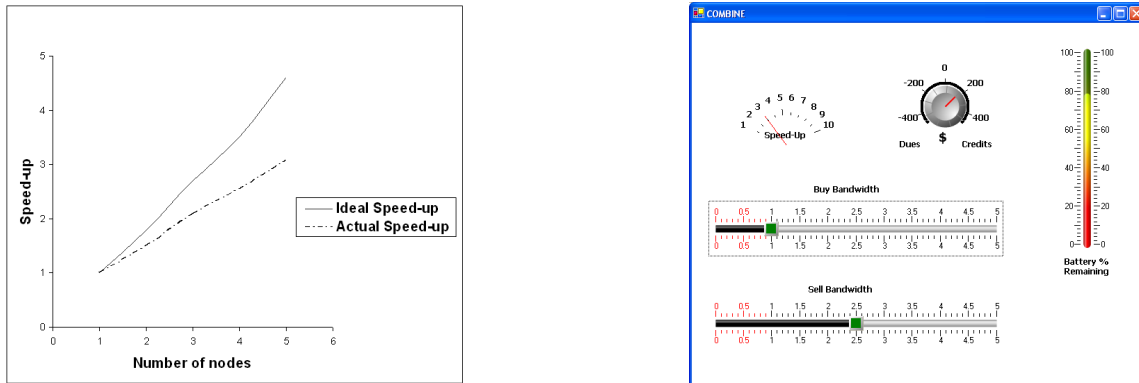 5
4
3
2
1
0
0 1 2 3 4 5 6
Speed-up
Number of nodes
Ideal Speed-up
Actual Speed-up
COMBINE
1 2 3 4 5 6 7 8 9 10
Speed-Up
0
-200 200
-400 400
Dues $ Credits
100 100
80 80
60 60
40 40
20 20
0 0
Battery %
Remaining
Buy Bandwidth
0 0.5 1 1.5 2 2.5 3 3.5 4 4.5 5
0 0.5 1 1.5 2 2.5 3 3.5 4 4.5 5
Sell Bandwidth
0 0.5 1 1.5 2 2.5 3 3.5 4 4.5 5
0 0.5 1 1.5 2 2.5 3 3.5 4 4.5 5